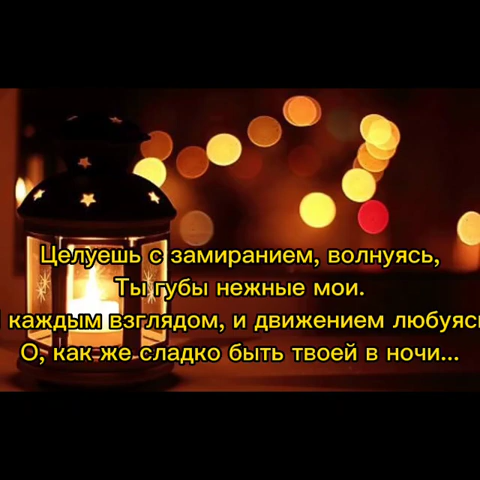 Целуешь с замиранием, волнуясь,
Ты губы нежные мои.
каждым взглядом, и движением любуяс
О, как же сладко быть твоей в ночи...